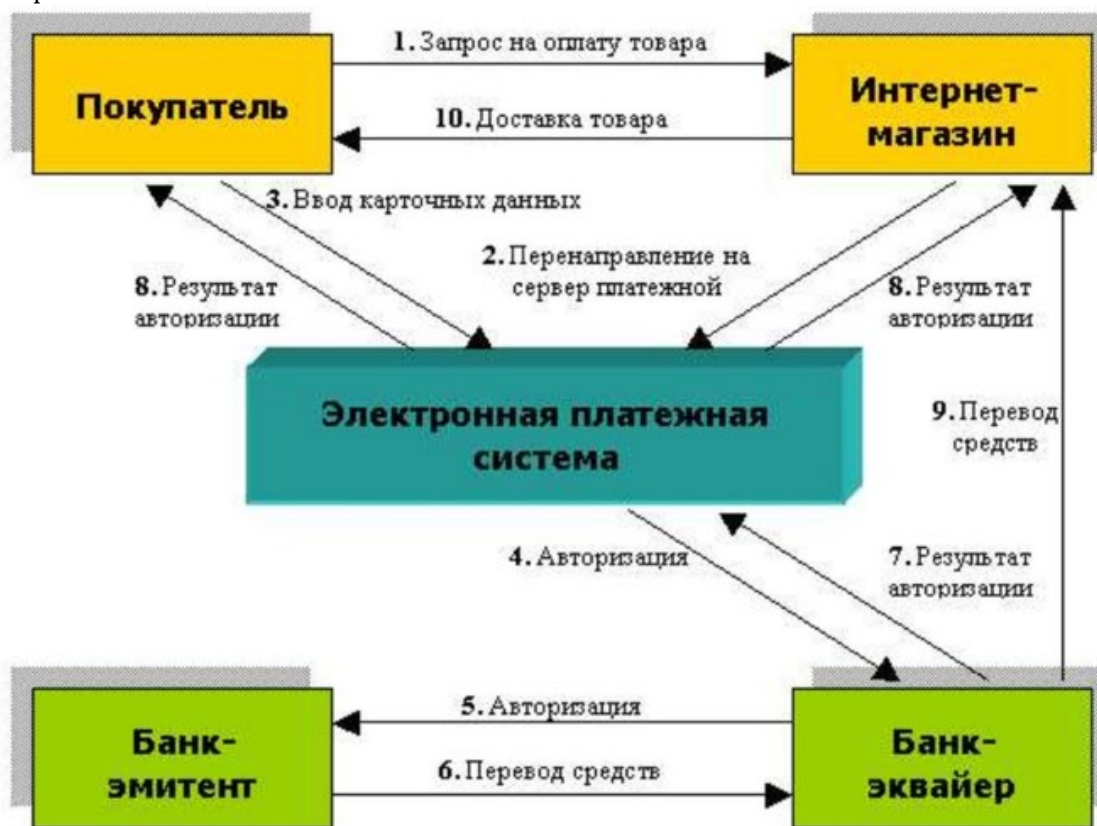 1. Запрос на оплату товара
Покупатель
Интернет-
магазин
10. Доставка товара
3. Ввод карточных данных
2. Перенаправление на
сервер платежной
8. Результат
авторизации
8. Результат
авторизации
Электронная платежная
система
9. Перевод
средств
4. Авторизация
7. Результат
авторизации
5. Авторизация
Банк-
эмитент
Банк-
эквайер
6. Перевод средств